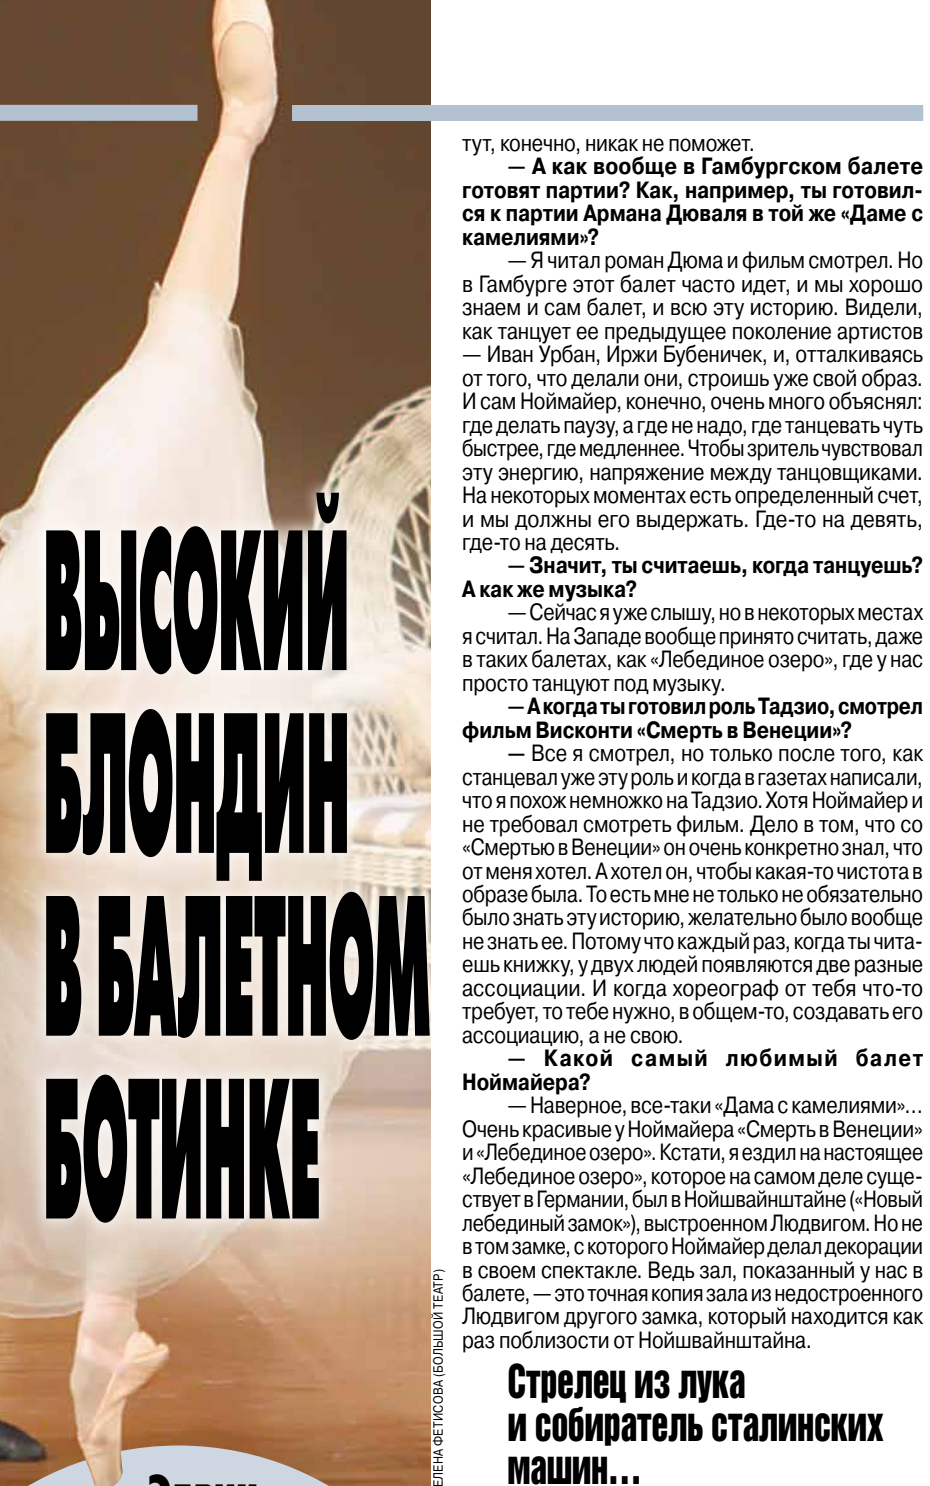 ВЫСОКИЙ
БЛОНДИН
В БАЛЕТНОМ
БОТИНКЕ
ЕЛЕНА ФЕТИСОВА (БОЛЬШОЙ ТЕАТР)
тут, конечно, никак не поможет.
— А как вообще в Гамбургском балете
готовят партии? Как, например, ты готовил-
ся к партии Армана Дюваля в той же «Даме с
камелиями»?
— Я читал роман Дюма и фильм смотрел. Но
в Гамбурге этот балет часто идет, и мы хорошо
знаем и сам балет, и всю эту историю. Видели,
как танцует ее предыдущее поколение артистов
— Иван Урбан, Иржи Бубеничек, и, отталкиваясь
от того, что делали они, строишь уже свой образ.
И сам Ноймайер, конечно, очень много объяснял:
где делать паузу, а где не надо, где танцевать чуть
быстрее, где медленнее. Чтобы зритель чувствовал
эту энергию, напряжение между танцовщиками.
На некоторых моментах есть определенный счет,
и мы должны его выдержать. Где-то на девять,
где-то на десять.
— Значит, ты считаешь, когда танцуешь?
А как же музыка?
— Сейчас я уже слышу, но в некоторых местах
я считал. На Западе вообще принято считать, даже
в таких балетах, как «Лебединое озеро», где у нас
просто танцуют под музыку.
— А когда ты готовил роль Тадзио, смотрел
фильм Висконти «Смерть в Венеции»?
— Все я смотрел, но только после того, как
станцевал уже эту роль и когда в газетах написали,
что я похож немножко на Тадзио. Хотя Ноймайер и
не требовал смотреть фильм. Дело в том, что со
«Смертью в Венеции» он очень конкретно знал, что
от меня хотел. А хотел он, чтобы какая-то чистота в
образе была. То есть мне не только не обязательно
было знать эту историю, желательно было вообще
не знать ее. Потому что каждый раз, когда ты чита-
ешь книжку, у двух людей появляются две разные
ассоциации. И когда хореограф от тебя что-то
требует, то тебе нужно, в общем-то, создавать его
ассоциацию, а не свою.
— Какой самый любимый балет
Ноймайера?
— Наверное, все-таки «Дама с камелиями»...
Очень красивые у Ноймайера «Смерть в Венеции»
и «Лебединое озеро». Кстати, я ездил на настоящее
«Лебединое озеро», которое на самом деле суще-
ствует в Германии, был в Нойшвайнштайне («Новый
лебединый замок»), выстроенном Людвигом. Но не
в том замке, с которого Ноймайер делал декорации
в своем спектакле. Ведь зал, показанный у нас в
балете, — это точная копия зала из недостроенного
Людвигом другого замка, который находится как
раз поблизости от Нойшвайнштайна.
Стрелец из лука
и собиратель сталинских
машин...